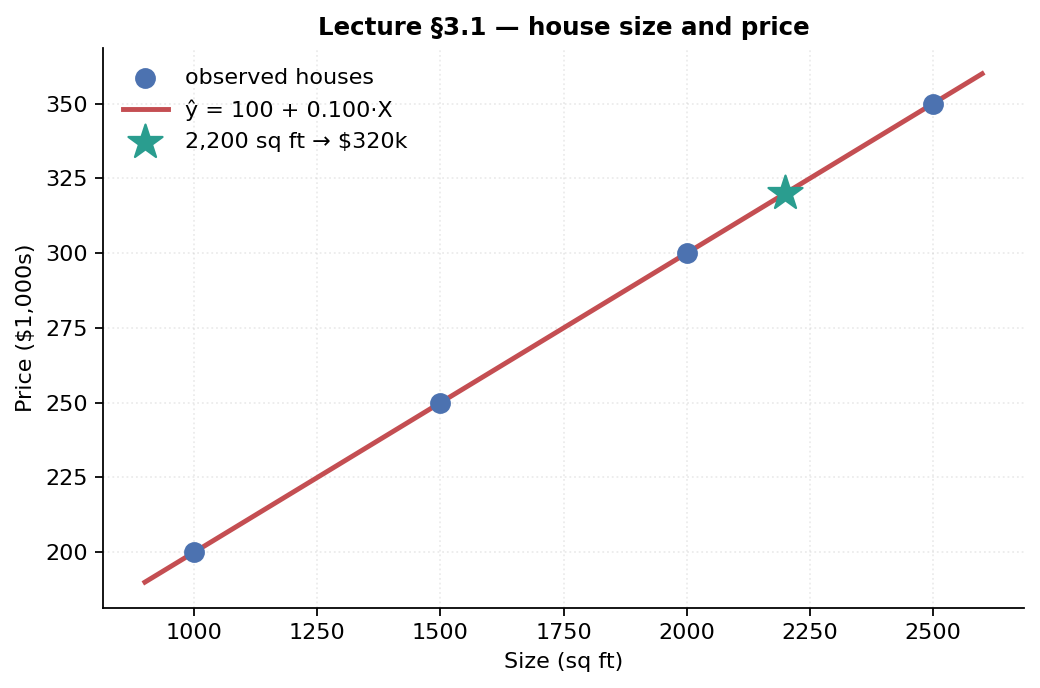 Lecture §3.1 — house size and price
observed houses
ŷ = 100 + 0.100·X
2,200 sq ft → $320k
Price ($1,000s)
350
325
300
275
250
225
200
1000 1250 1500 1750 2000 2250 2500
Size (sq ft)